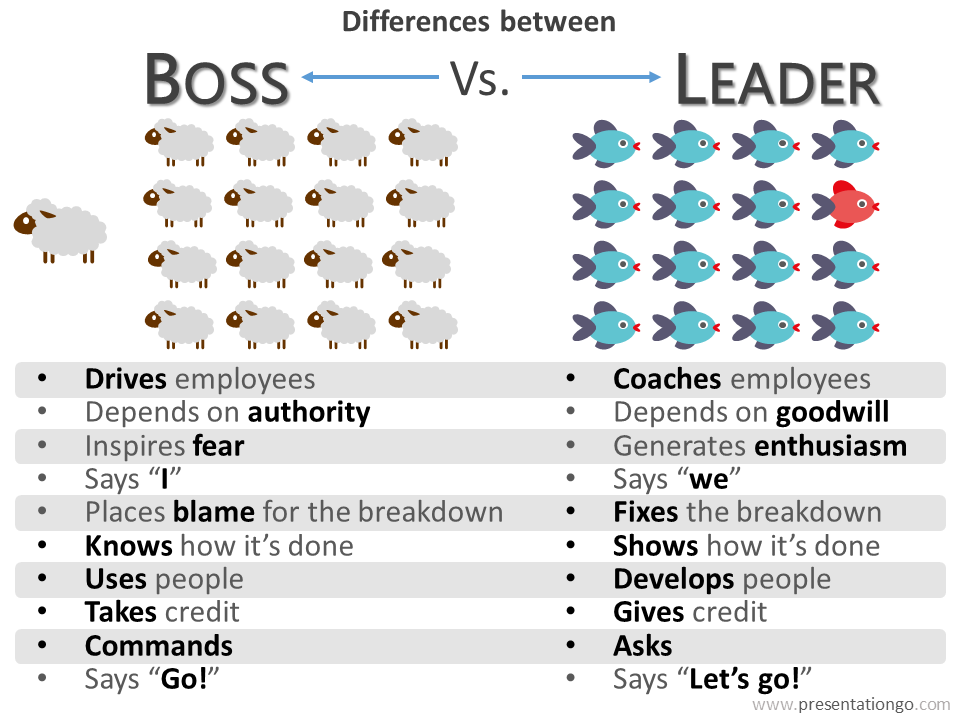 Differences between
BOSS Vs. LEADER
• Drives employees
• Depends on authority
• Inspires fear
• Says “I”
• Places blame for the breakdown
• Knows how it’s done
• Uses people
• Takes credit
• Commands
• Says “Go!”
• Coaches employees
• Depends on goodwill
• Generates enthusiasm
• Says “we”
• Fixes the breakdown
• Shows how it’s done
• Develops people
• Gives credit
• Asks
• Says “Let’s go!”
www.presentationgo.com